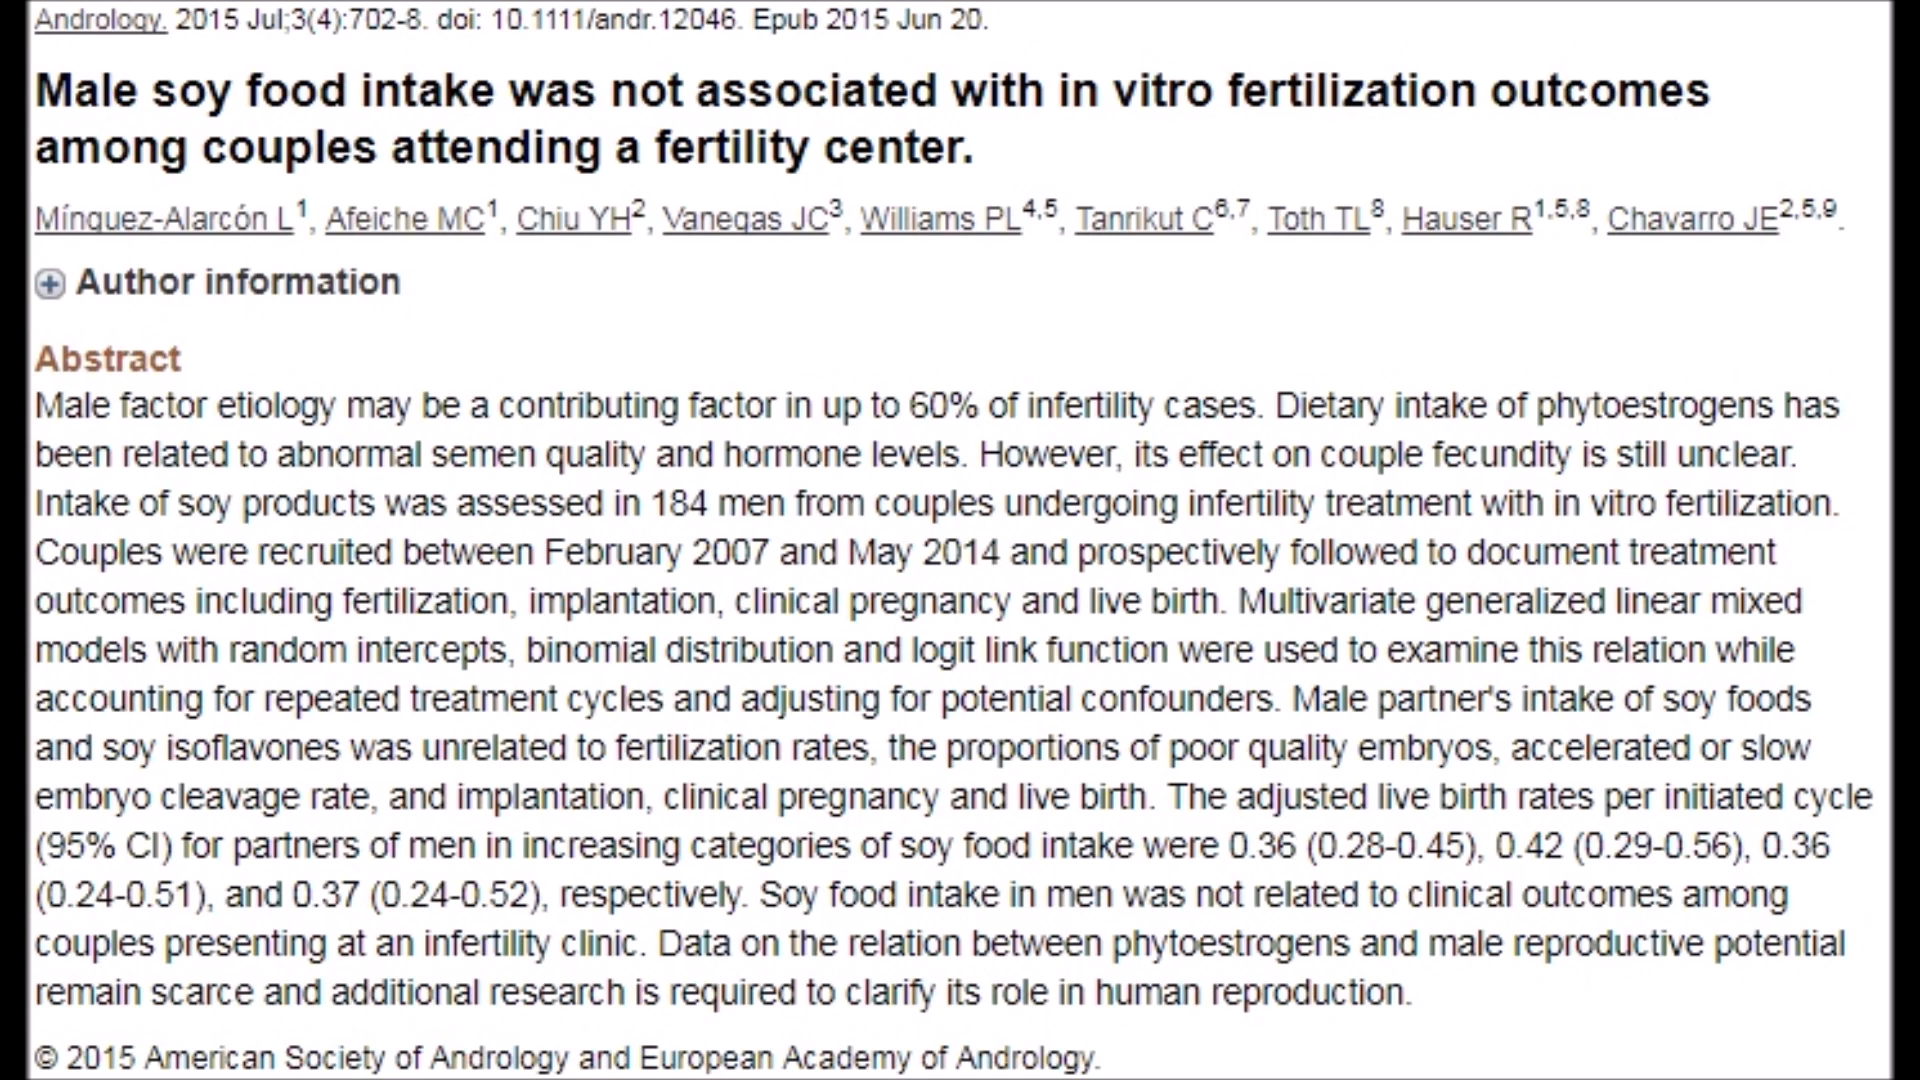 Andrology. 2015 Jul;3(4):702-8. doi: 10.1111/andr.12046. Epub 2015 Jun 20.
Male soy food intake was not associated with in vitro fertilization outcomes
among couples attending a fertility center.
Mínguez-Alarcón L1, Afeiche MC1, Chiu YH2, Vanegas JC3, Williams PL4,5, Tanrikut C6,7, Toth TL8, Hauser R1,5,8, Chavarro JE2,5,9.
Author information
Abstract
Male factor etiology may be a contributing factor in up to 60% of infertility cases. Dietary intake of phytoestrogens has
been related to abnormal semen quality and hormone levels. However, its effect on couple fecundity is still unclear.
Intake of soy products was assessed in 184 men from couples undergoing infertility treatment with in vitro fertilization.
Couples were recruited between February 2007 and May 2014 and prospectively followed to document treatment
outcomes including fertilization, implantation, clinical pregnancy and live birth. Multivariate generalized linear mixed
models with random intercepts, binomial distribution and logit link function were used to examine this relation while
accounting for repeated treatment cycles and adjusting for potential confounders. Male partner's intake of soy foods
and soy isoflavones was unrelated to fertilization rates, the proportions of poor quality embryos, accelerated or slow
embryo cleavage rate, and implantation, clinical pregnancy and live birth. The adjusted live birth rates per initiated cycle
(95% CI) for partners of men in increasing categories of soy food intake were 0.36 (0.28-0.45), 0.42 (0.29-0.56), 0.36
(0.24-0.51), and 0.37 (0.24-0.52), respectively. Soy food intake in men was not related to clinical outcomes among
couples presenting at an infertility clinic. Data on the relation between phytoestrogens and male reproductive potential
remain scarce and additional research is required to clarify its role in human reproduction.
© 2015 American Society of Andrology and European Academy of Andrology.